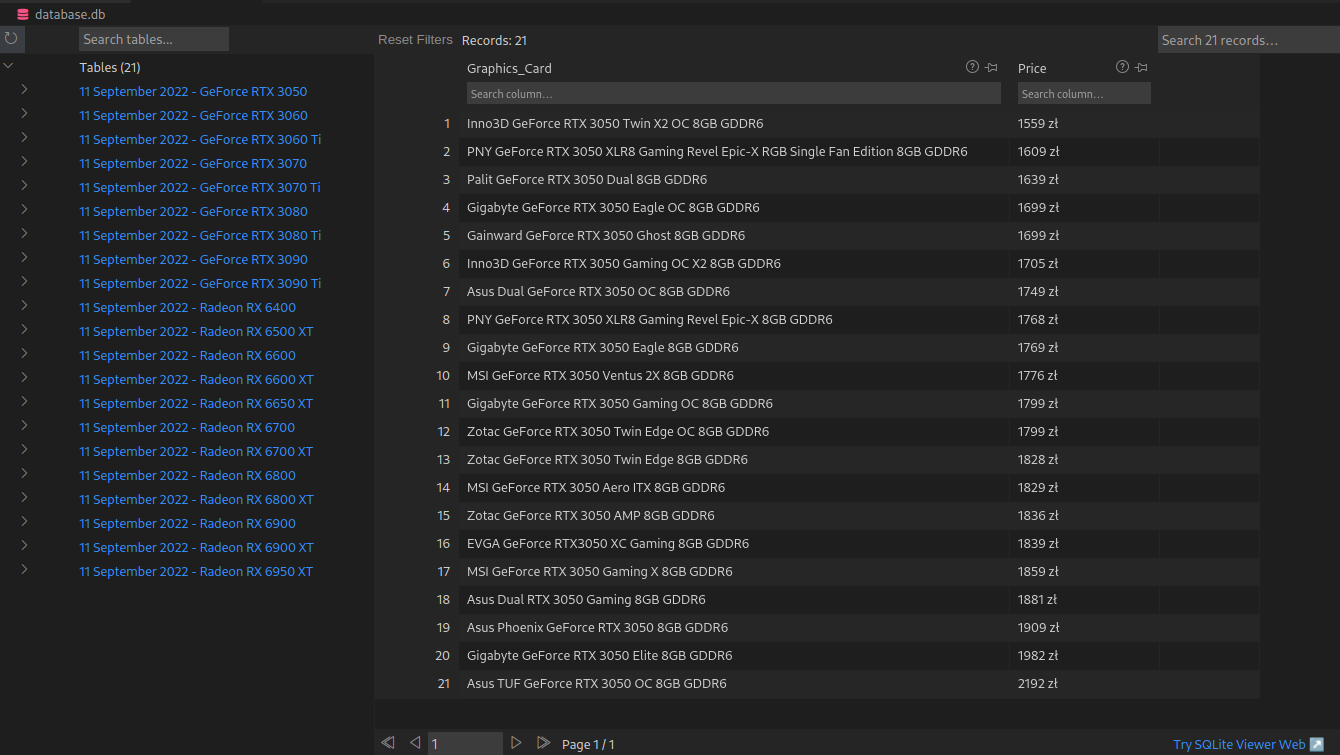 database.db
Search tables...
Reset Filters Records: 21
Search 21 records...
Tables (21)
11 September 2022 - GeForce RTX 3050
11 September 2022 - GeForce RTX 3060
11 September 2022 - GeForce RTX 3060 Ti
11 September 2022 - GeForce RTX 3070
11 September 2022 - GeForce RTX 3070 Ti
11 September 2022 - GeForce RTX 3080
11 September 2022 - GeForce RTX 3080 Ti
11 September 2022 - GeForce RTX 3090
11 September 2022 - GeForce RTX 3090 Ti
11 September 2022 - Radeon RX 6400
11 September 2022 - Radeon RX 6500 XT
11 September 2022 - Radeon RX 6600
11 September 2022 - Radeon RX 6600 XT
11 September 2022 - Radeon RX 6650 XT
11 September 2022 - Radeon RX 6700
11 September 2022 - Radeon RX 6700 XT
11 September 2022 - Radeon RX 6800
11 September 2022 - Radeon RX 6800 XT
11 September 2022 - Radeon RX 6900
11 September 2022 - Radeon RX 6900 XT
11 September 2022 - Radeon RX 6950 XT
Graphics_Card Price
Search column... Search column...
1 Inno3D GeForce RTX 3050 Twin X2 OC 8GB GDDR6 1559 zł
2 PNY GeForce RTX 3050 XLR8 Gaming Revel Epic-X RGB Single Fan Edition 8GB GDDR6 1609 zł
3 Palit GeForce RTX 3050 Dual 8GB GDDR6 1639 zł
4 Gigabyte GeForce RTX 3050 Eagle OC 8GB GDDR6 1699 zł
5 Gainward GeForce RTX 3050 Ghost 8GB GDDR6 1699 zł
6 Inno3D GeForce RTX 3050 Gaming OC X2 8GB GDDR6 1705 zł
7 Asus Dual GeForce RTX 3050 OC 8GB GDDR6 1749 zł
8 PNY GeForce RTX 3050 XLR8 Gaming Revel Epic-X 8GB GDDR6 1768 zł
9 Gigabyte GeForce RTX 3050 Eagle 8GB GDDR6 1769 zł
10 MSI GeForce RTX 3050 Ventus 2X 8GB GDDR6 1776 zł
11 Gigabyte GeForce RTX 3050 Gaming OC 8GB GDDR6 1799 zł
12 Zotac GeForce RTX 3050 Twin Edge OC 8GB GDDR6 1799 zł
13 Zotac GeForce RTX 3050 Twin Edge 8GB GDDR6 1828 zł
14 MSI GeForce RTX 3050 Aero ITX 8GB GDDR6 1829 zł
15 Zotac GeForce RTX 3050 AMP 8GB GDDR6 1836 zł
16 EVGA GeForce RTX3050 XC Gaming 8GB GDDR6 1839 zł
17 MSI GeForce RTX 3050 Gaming X 8GB GDDR6 1859 zł
18 Asus Dual RTX 3050 Gaming 8GB GDDR6 1881 zł
19 Asus Phoenix GeForce RTX 3050 8GB GDDR6 1909 zł
20 Gigabyte GeForce RTX 3050 Elite 8GB GDDR6 1982 zł
21 Asus TUF GeForce RTX 3050 OC 8GB GDDR6 2192 zł
1 Page 1 / 1
Try SQLite Viewer Web